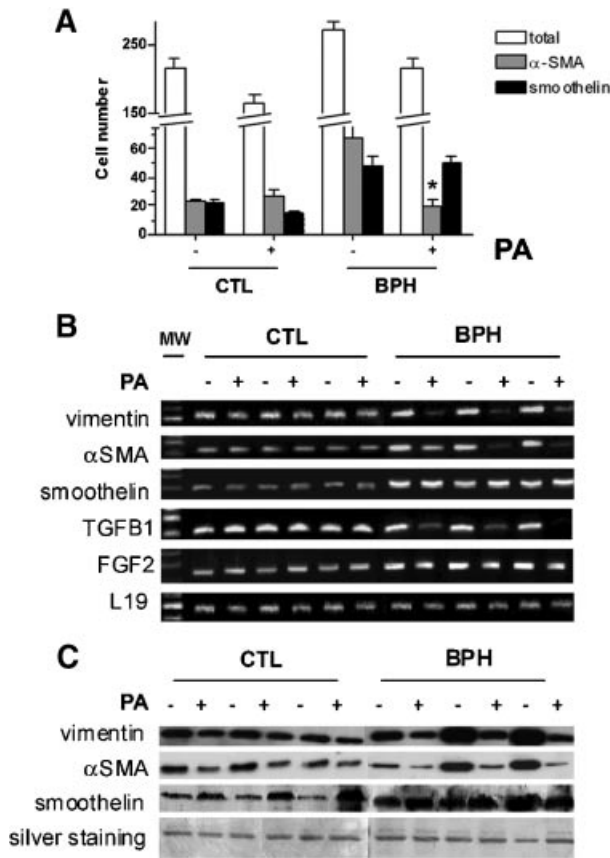 A
total
α-SMA
smoothelin
Cell number
250
150
60
40
20
0
*
- + - + PA
CTL BPH
B
MW CTL BPH
PA - + - + - + - + - + - +
vimentin
αSMA
smoothelin
TGFB1
FGF2
L19
C
CTL BPH
PA - + - + - + - + - + - +
vimentin
αSMA
smoothelin
silver staining